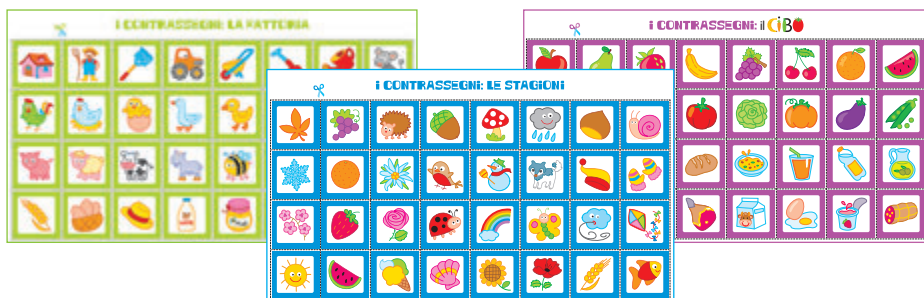 I CONTRASSEGNI: LA FATTORIA
i CONTRASSEGNI: il CiBO
i CONTRASSEGNI: LE STAGIONI